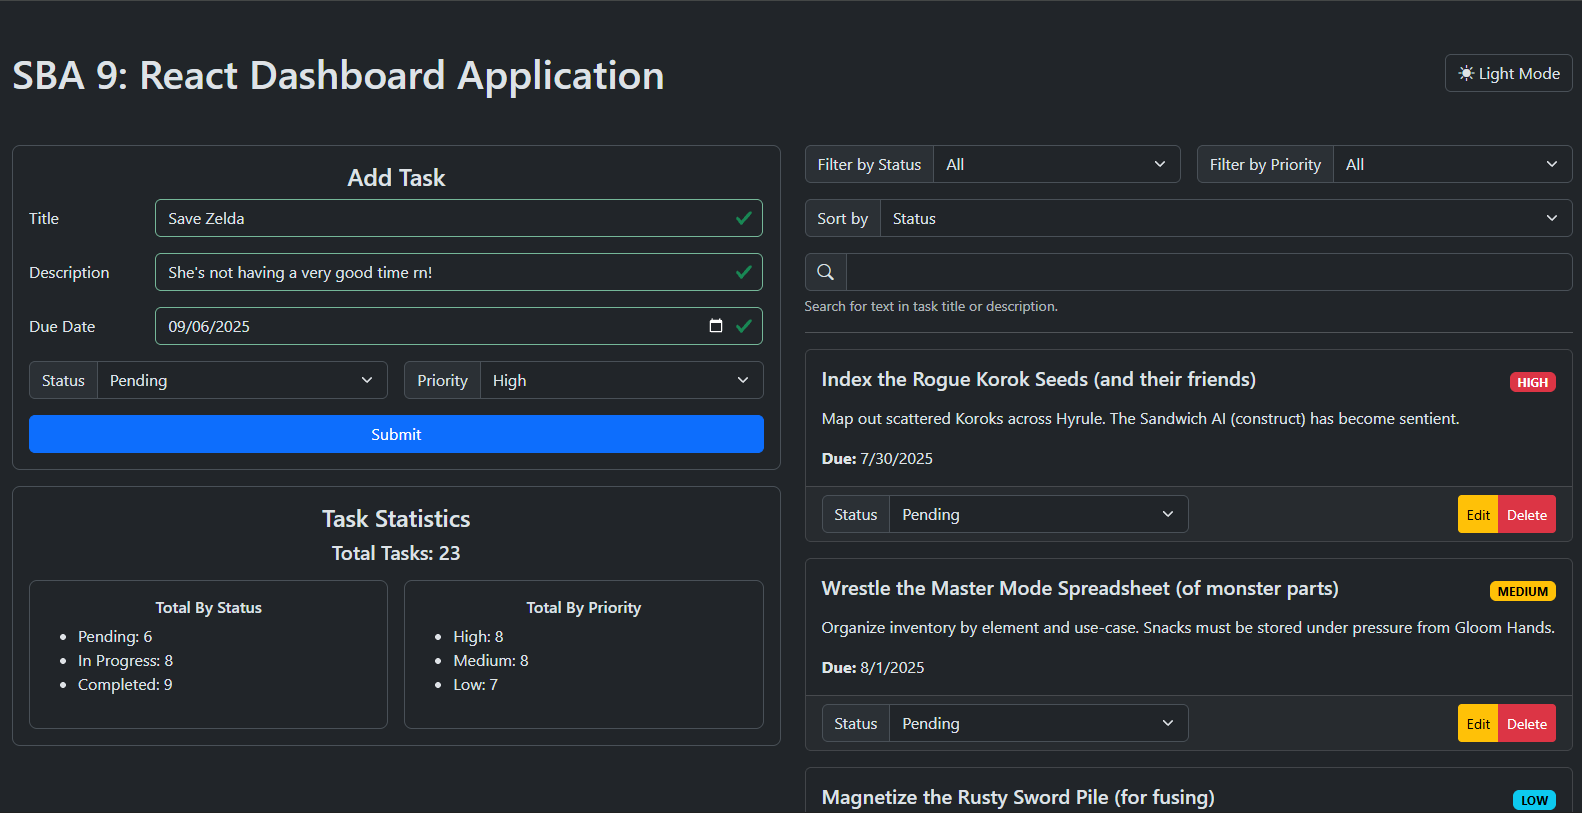 SBA 9: React Dashboard Application
Light Mode
Add Task
Title
Save Zelda
Description
She's not having a very good time rn!
Due Date
09/06/2025
Status Pending
Priority High
Submit
Task Statistics
Total Tasks: 23
Total By Status
Pending: 6
In Progress: 8
Completed: 9
Total By Priority
High: 8
Medium: 8
Low: 7
Filter by Status All
Filter by Priority All
Sort by Status
Search for text in task title or description.
Index the Rogue Korok Seeds (and their friends)
HIGH
Map out scattered Koroks across Hyrule. The Sandwich AI (construct) has become sentient.
Due: 7/30/2025
Status Pending
Edit Delete
Wrestle the Master Mode Spreadsheet (of monster parts)
MEDIUM
Organize inventory by element and use-case. Snacks must be stored under pressure from Gloom Hands.
Due: 8/1/2025
Status Pending
Edit Delete
Magnetize the Rusty Sword Pile (for fusing)
LOW